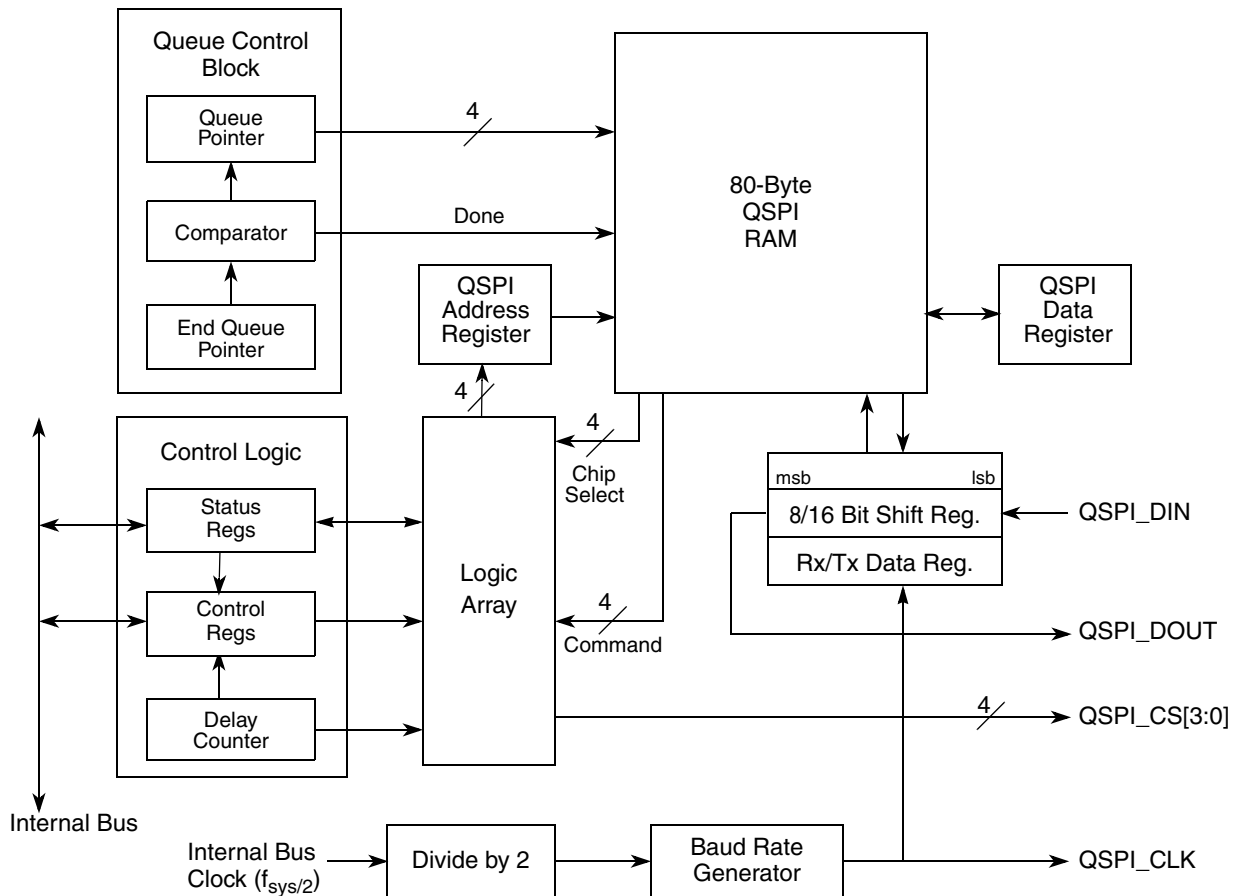 Queue Control
Block
Queue
Pointer
4
Comparator
Done
End Queue
Pointer
80-Byte
QSPI
RAM
QSPI
Address
Register
QSPI
Data
Register
4
4
Chip
Select
Control Logic
Status
Regs
Control
Regs
Delay
Counter
Logic
Array
4
Command
msb
lsb
8/16 Bit Shift Reg.
Rx/Tx Data Reg.
QSPI_DIN
QSPI_DOUT
4
QSPI_CS[3:0]
Internal Bus
Internal Bus
Clock (fsys/2)
Divide by 2
Baud Rate
Generator
QSPI_CLK